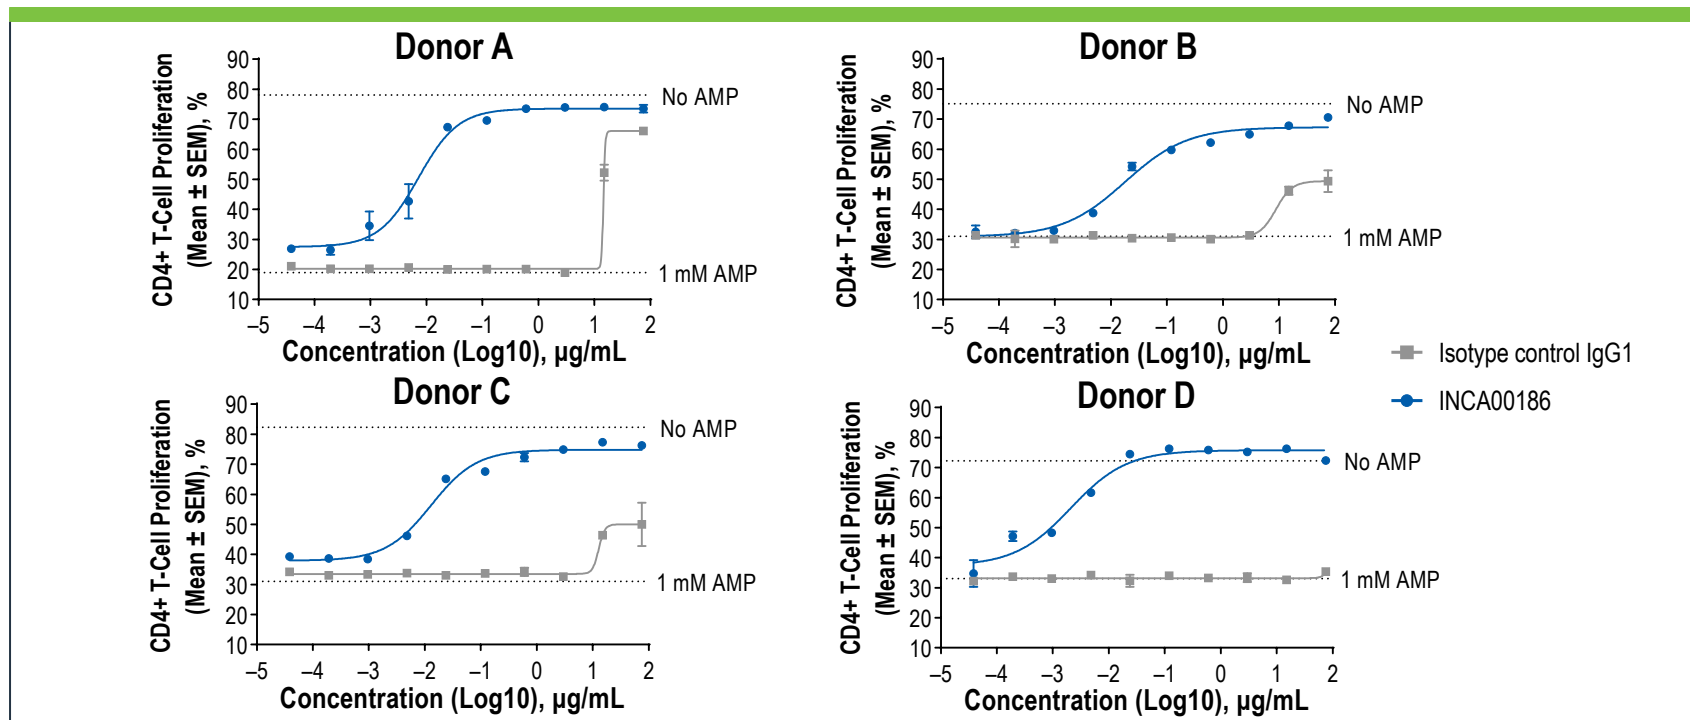 Donor A
CD4+ T-Cell Proliferation
(Mean ± SEM), %
90
80
70
60
50
40
30
20
10
No AMP
1 mM AMP
–5 –4 –3 –2 –1 0 1 2
Concentration (Log10), µg/mL
Donor B
CD4+ T-Cell Proliferation
(Mean ± SEM), %
90
80
70
60
50
40
30
20
10
No AMP
1 mM AMP
–5 –4 –3 –2 –1 0 1 2
Concentration (Log10), µg/mL
Isotype control IgG1
INCA00186
Donor C
CD4+ T-Cell Proliferation
(Mean ± SEM), %
90
80
70
60
50
40
30
20
10
No AMP
1 mM AMP
–5 –4 –3 –2 –1 0 1 2
Concentration (Log10), µg/mL
Donor D
CD4+ T-Cell Proliferation
(Mean ± SEM), %
90
80
70
60
50
40
30
20
10
No AMP
1 mM AMP
–5 –4 –3 –2 –1 0 1 2
Concentration (Log10), µg/mL